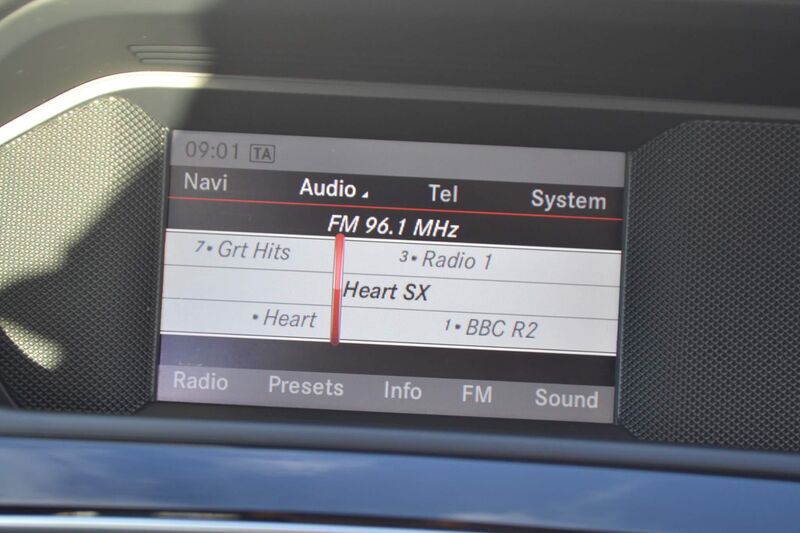 09:01 TA
Navi Audio Tel System
FM 96.1 MHz
7• Grt Hits 3• Radio 1
Heart SX
• Heart 1• BBC R2
Radio Presets Info FM Sound